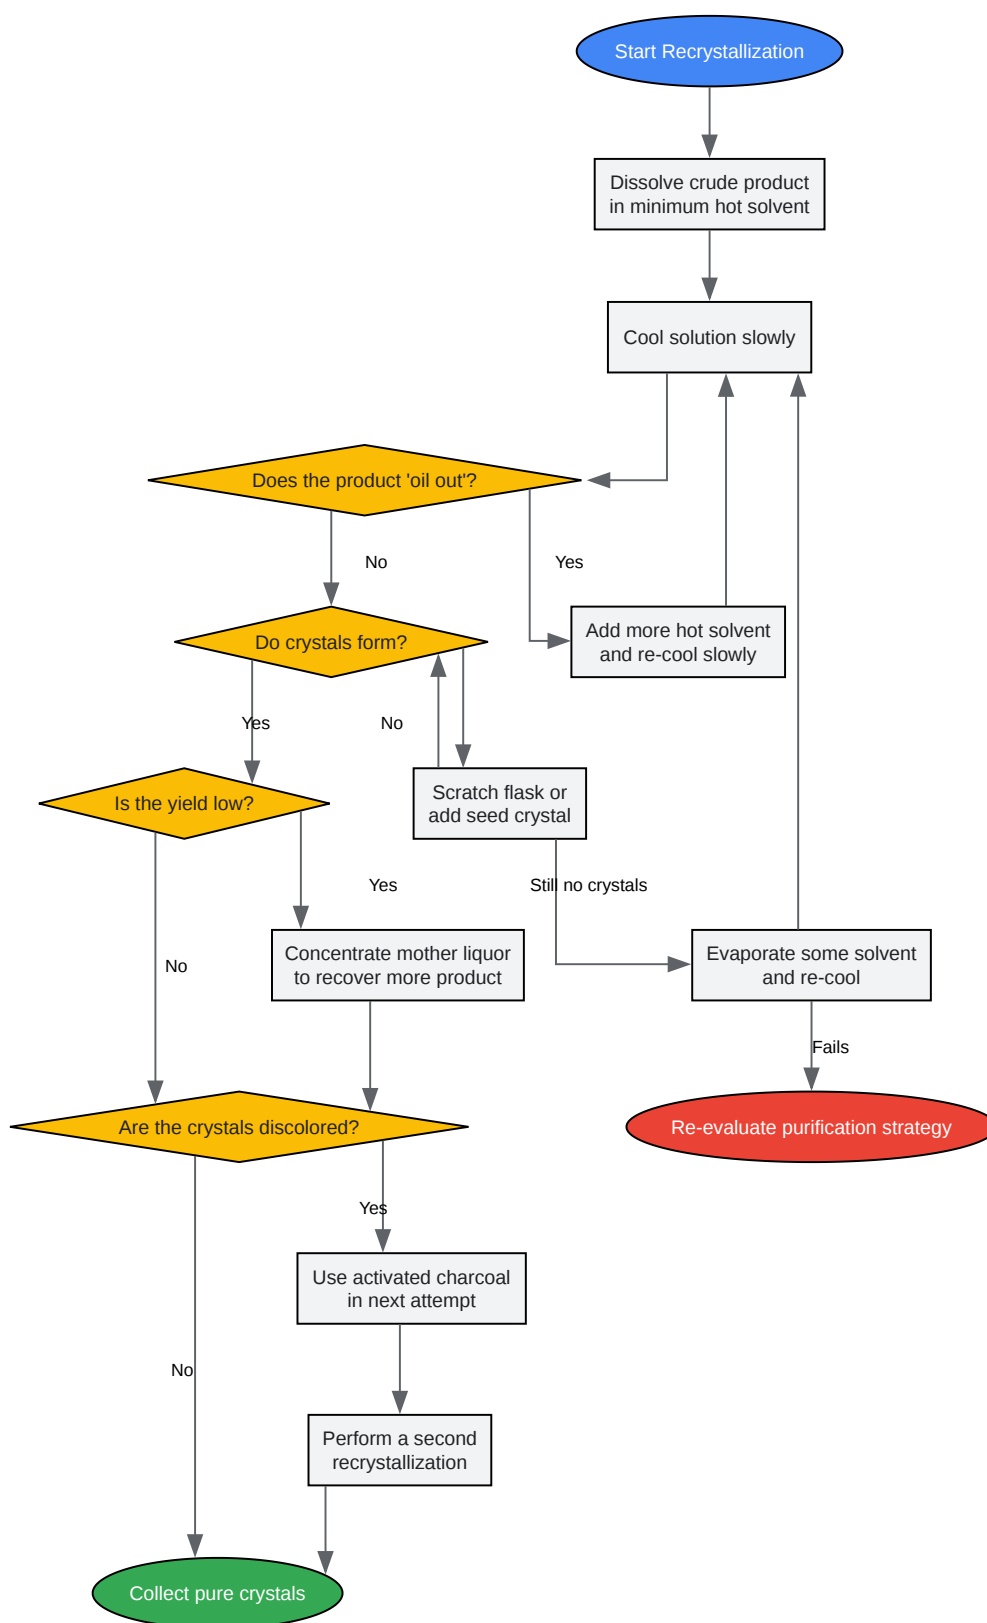 Start Recrystallization
Dissolve crude product
in minimum hot solvent
Cool solution slowly
Does the product 'oil out'?
No
Yes
Do crystals form?
Add more hot solvent
and re-cool slowly
Yes
No
Is the yield low?
Scratch flask or
add seed crystal
Yes
Still no crystals
No
Concentrate mother liquor
to recover more product
Evaporate some solvent
and re-cool
Fails
Are the crystals discolored?
Re-evaluate purification strategy
Yes
Use activated charcoal
in next attempt
No
Perform a second
recrystallization
Collect pure crystals